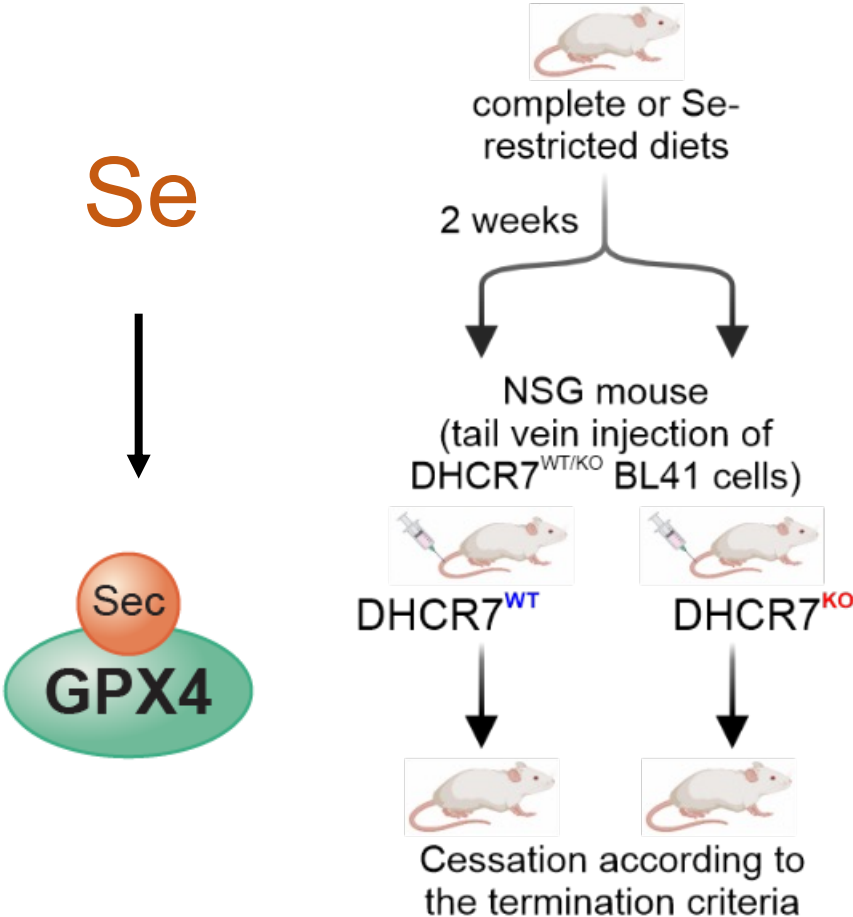 Se
Sec
GPX4
complete or Se-
restricted diets
2 weeks
NSG mouse
(tail vein injection of
DHCR7WT/KO BL41 cells)
DHCR7WT
DHCR7KO
Cessation according to
the termination criteria